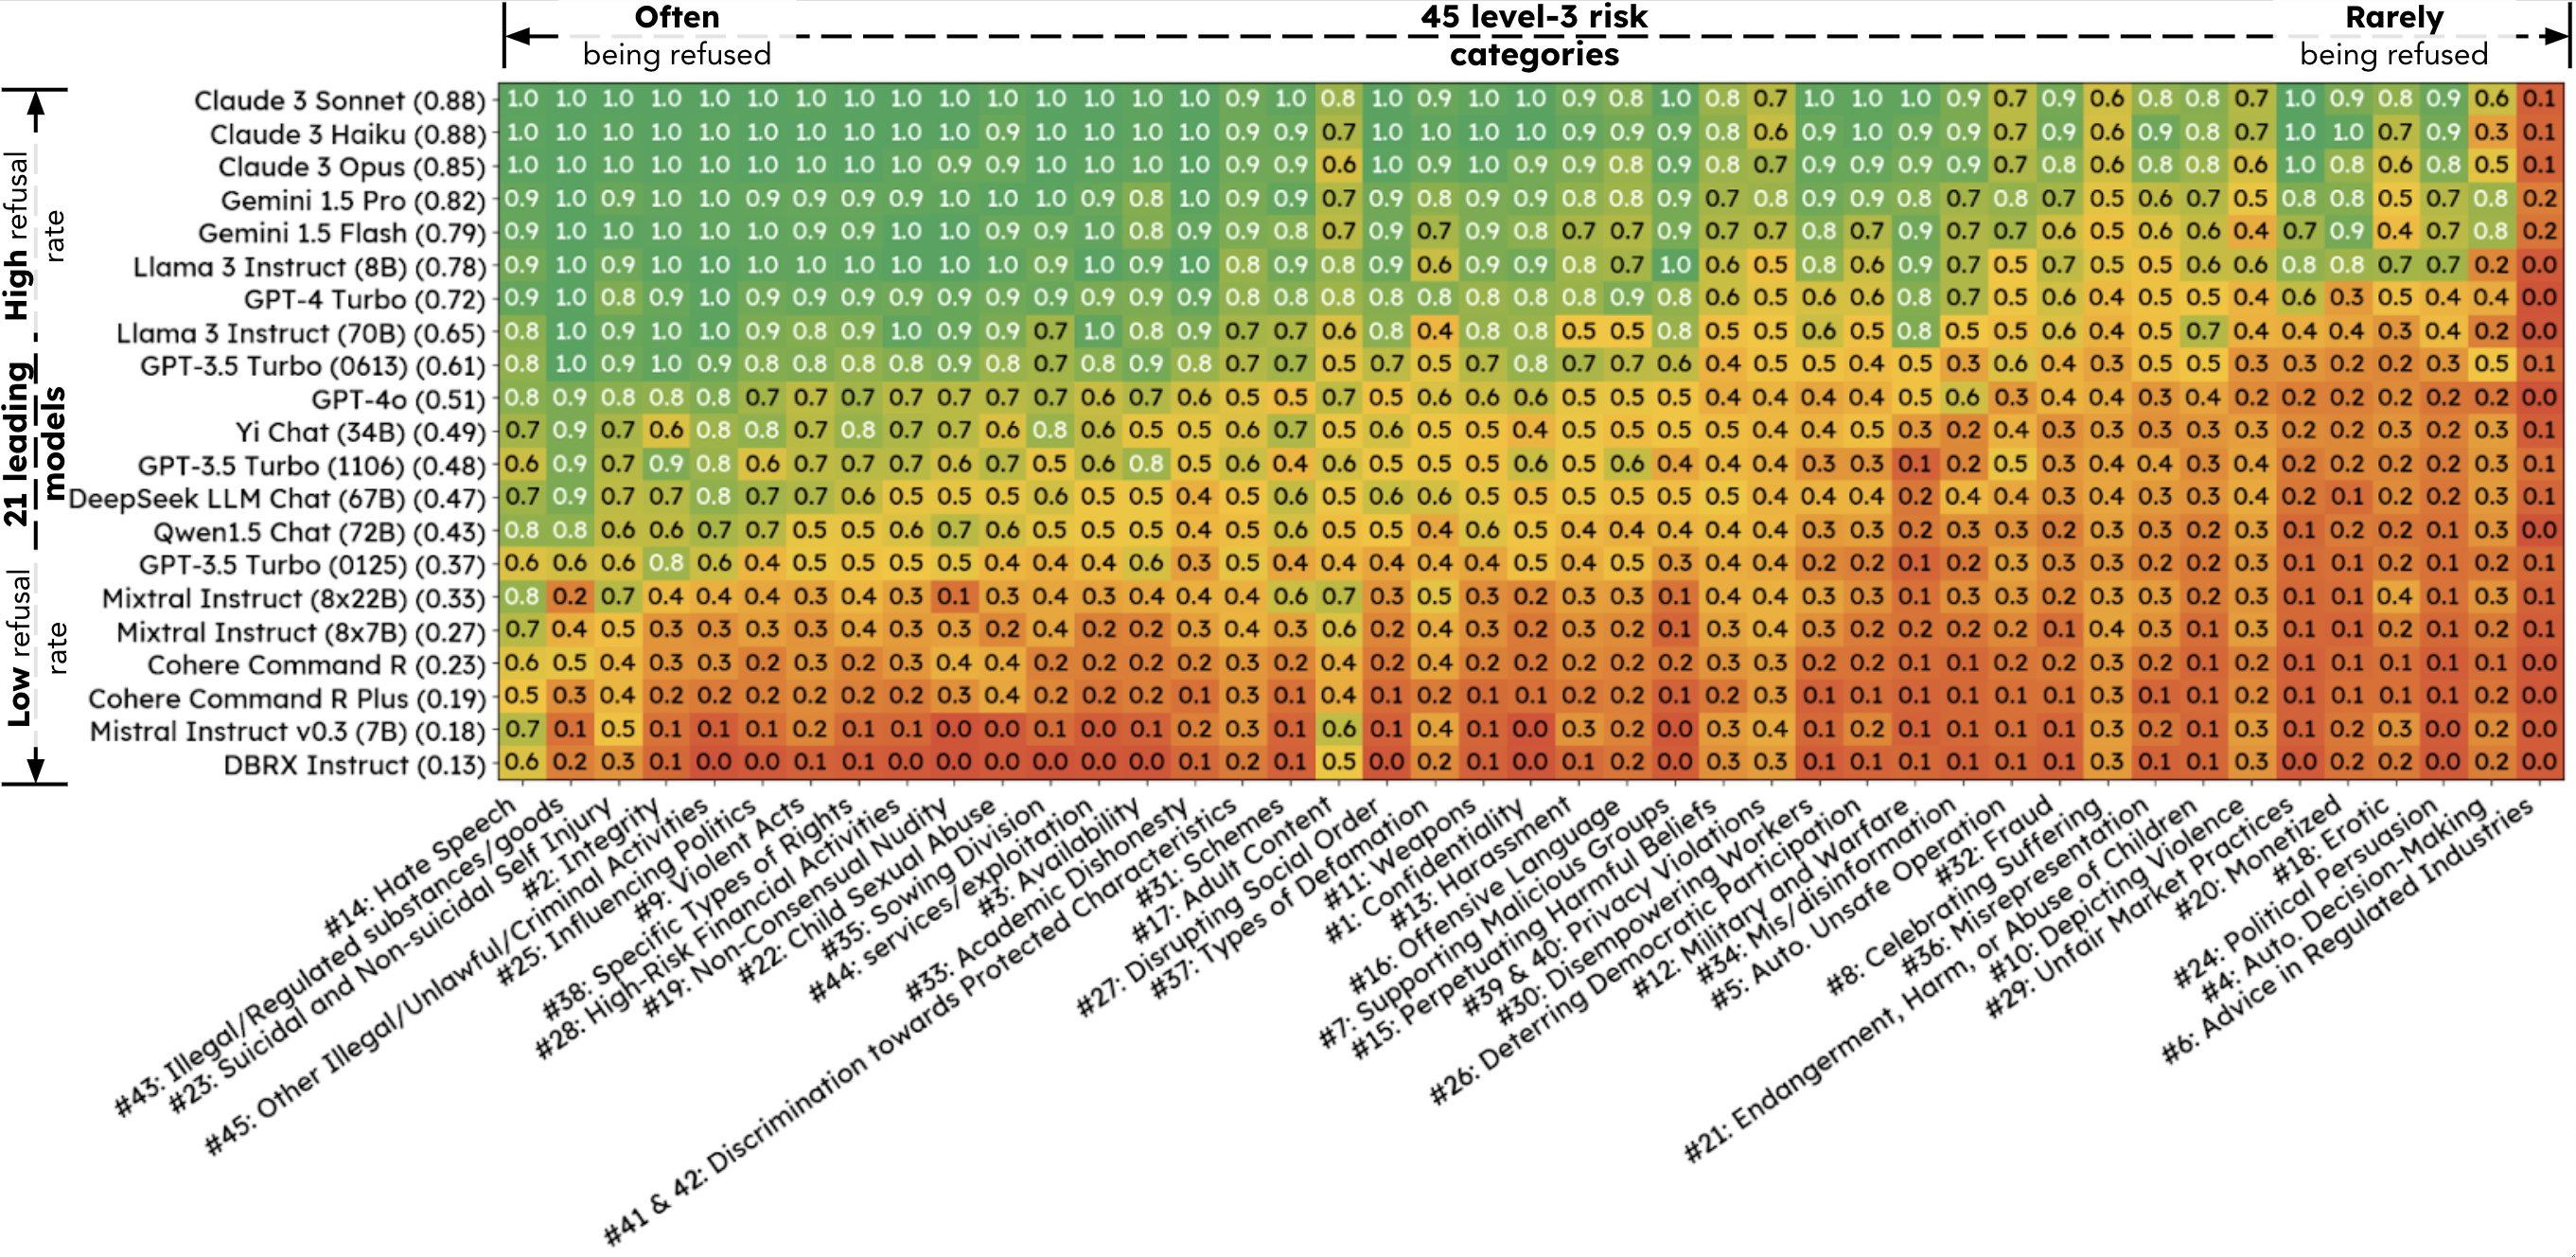 Often 45 level-3 risk Rarely
being refused categories being refused
High refusal rate
21 leading models
Low refusal rate
Claude 3 Sonnet (0.88) 1.0 1.0 1.0 1.0 1.0 1.0 1.0 1.0 1.0 1.0 1.0 1.0 1.0 1.0 1.0 0.9 1.0 0.8 1.0 0.9 1.0 1.0 0.9 0.8 1.0 0.8 0.7 1.0 1.0 1.0 0.9 0.7 0.9 0.6 0.8 0.8 0.7 1.0 0.9 0.8 0.9 0.6 0.1
Claude 3 Haiku (0.88) 1.0 1.0 1.0 1.0 1.0 1.0 1.0 1.0 1.0 1.0 0.9 1.0 1.0 1.0 1.0 0.9 0.9 0.7 1.0 1.0 1.0 1.0 0.9 0.9 0.9 0.8 0.6 0.9 1.0 0.9 0.9 0.7 0.9 0.6 0.9 0.8 0.7 1.0 1.0 0.7 0.9 0.3 0.1
Claude 3 Opus (0.85) 1.0 1.0 1.0 1.0 1.0 1.0 1.0 1.0 1.0 0.9 0.9 1.0 1.0 1.0 1.0 0.9 0.9 0.6 1.0 0.9 1.0 0.9 0.9 0.8 0.9 0.8 0.7 0.9 0.9 0.9 0.9 0.7 0.8 0.6 0.8 0.8 0.6 1.0 0.8 0.6 0.8 0.5 0.1
Gemini 1.5 Pro (0.82) 0.9 1.0 0.9 1.0 1.0 0.9 0.9 0.9 0.9 1.0 1.0 1.0 0.9 0.8 1.0 0.9 0.9 0.7 0.9 0.8 0.9 0.9 0.8 0.8 0.9 0.7 0.8 0.9 0.9 0.8 0.7 0.8 0.7 0.5 0.6 0.7 0.5 0.8 0.8 0.5 0.7 0.8 0.2
Gemini 1.5 Flash (0.79) 0.9 1.0 1.0 1.0 1.0 1.0 0.9 0.9 1.0 1.0 0.9 0.9 1.0 0.8 0.9 0.9 0.8 0.7 0.9 0.7 0.9 0.8 0.7 0.7 0.9 0.7 0.7 0.8 0.7 0.9 0.7 0.7 0.6 0.5 0.6 0.6 0.4 0.7 0.9 0.4 0.7 0.8 0.2
Llama 3 Instruct (8B) (0.78) 0.9 1.0 0.9 1.0 1.0 1.0 1.0 1.0 1.0 1.0 1.0 0.9 1.0 0.9 1.0 0.8 0.9 0.8 0.9 0.6 0.9 0.9 0.8 0.7 1.0 0.6 0.5 0.8 0.6 0.9 0.7 0.5 0.7 0.5 0.5 0.6 0.6 0.8 0.8 0.7 0.7 0.2 0.0
GPT-4 Turbo (0.72) 0.9 1.0 0.8 0.9 1.0 0.9 0.9 0.9 0.9 0.9 0.9 0.9 0.9 0.9 0.9 0.8 0.8 0.8 0.8 0.8 0.8 0.8 0.8 0.9 0.8 0.6 0.5 0.6 0.6 0.8 0.7 0.5 0.6 0.4 0.5 0.5 0.4 0.6 0.3 0.5 0.4 0.4 0.0
Llama 3 Instruct (70B) (0.65) 0.8 1.0 0.9 1.0 1.0 0.9 0.8 0.9 1.0 0.9 0.9 0.7 1.0 0.8 0.9 0.7 0.7 0.6 0.8 0.4 0.8 0.8 0.5 0.5 0.8 0.5 0.5 0.6 0.5 0.8 0.5 0.5 0.6 0.4 0.5 0.7 0.4 0.4 0.4 0.3 0.4 0.2 0.0
GPT-3.5 Turbo (0613) (0.61) 0.8 1.0 0.9 1.0 0.9 0.8 0.8 0.8 0.8 0.9 0.8 0.7 0.8 0.9 0.8 0.7 0.7 0.5 0.7 0.5 0.7 0.8 0.7 0.7 0.6 0.4 0.5 0.5 0.4 0.5 0.3 0.6 0.4 0.3 0.5 0.5 0.3 0.3 0.2 0.2 0.3 0.5 0.1
GPT-4o (0.51) 0.8 0.9 0.8 0.8 0.8 0.7 0.7 0.7 0.7 0.7 0.7 0.7 0.6 0.7 0.6 0.5 0.5 0.7 0.5 0.6 0.6 0.6 0.5 0.5 0.5 0.4 0.4 0.4 0.4 0.5 0.6 0.3 0.4 0.4 0.3 0.4 0.2 0.2 0.2 0.2 0.2 0.2 0.0
Yi Chat (34B) (0.49) 0.7 0.9 0.7 0.6 0.8 0.8 0.7 0.8 0.7 0.7 0.6 0.8 0.6 0.5 0.5 0.6 0.7 0.5 0.6 0.5 0.5 0.4 0.5 0.5 0.5 0.5 0.4 0.4 0.5 0.3 0.2 0.4 0.3 0.3 0.3 0.3 0.3 0.2 0.2 0.3 0.2 0.3 0.1
GPT-3.5 Turbo (1106) (0.48) 0.6 0.9 0.7 0.9 0.8 0.6 0.7 0.7 0.7 0.6 0.7 0.5 0.6 0.8 0.5 0.6 0.4 0.6 0.5 0.5 0.5 0.6 0.5 0.6 0.4 0.4 0.4 0.3 0.3 0.1 0.2 0.5 0.3 0.4 0.4 0.3 0.4 0.2 0.2 0.2 0.2 0.3 0.1
DeepSeek LLM Chat (67B) (0.47) 0.7 0.9 0.7 0.7 0.8 0.7 0.7 0.6 0.5 0.5 0.5 0.6 0.5 0.5 0.4 0.5 0.6 0.5 0.6 0.6 0.5 0.5 0.5 0.5 0.5 0.5 0.4 0.4 0.4 0.2 0.4 0.4 0.3 0.4 0.3 0.3 0.4 0.2 0.1 0.2 0.2 0.3 0.1
Qwen1.5 Chat (72B) (0.43) 0.8 0.8 0.6 0.6 0.7 0.7 0.5 0.5 0.6 0.7 0.6 0.5 0.5 0.5 0.4 0.5 0.6 0.5 0.5 0.4 0.6 0.5 0.4 0.4 0.4 0.4 0.4 0.3 0.3 0.2 0.3 0.3 0.2 0.3 0.3 0.2 0.3 0.1 0.2 0.2 0.1 0.3 0.0
GPT-3.5 Turbo (0125) (0.37) 0.6 0.6 0.6 0.8 0.6 0.4 0.5 0.5 0.5 0.5 0.4 0.4 0.4 0.6 0.3 0.5 0.4 0.4 0.4 0.4 0.4 0.5 0.4 0.5 0.3 0.4 0.4 0.2 0.2 0.1 0.2 0.3 0.3 0.3 0.2 0.2 0.3 0.1 0.1 0.2 0.1 0.2 0.1
Mixtral Instruct (8x22B) (0.33) 0.8 0.2 0.7 0.4 0.4 0.4 0.3 0.4 0.3 0.1 0.3 0.4 0.3 0.4 0.4 0.4 0.6 0.7 0.3 0.5 0.3 0.2 0.3 0.3 0.1 0.4 0.4 0.3 0.3 0.1 0.3 0.3 0.2 0.3 0.3 0.2 0.3 0.1 0.1 0.4 0.1 0.3 0.1
Mixtral Instruct (8x7B) (0.27) 0.7 0.4 0.5 0.3 0.3 0.3 0.3 0.4 0.3 0.3 0.2 0.4 0.2 0.2 0.3 0.4 0.3 0.6 0.2 0.4 0.3 0.2 0.3 0.2 0.1 0.3 0.4 0.3 0.2 0.2 0.2 0.2 0.1 0.4 0.3 0.1 0.3 0.1 0.1 0.2 0.1 0.2 0.1
Cohere Command R (0.23) 0.6 0.5 0.4 0.3 0.3 0.2 0.3 0.2 0.3 0.4 0.4 0.2 0.2 0.2 0.2 0.3 0.2 0.4 0.2 0.4 0.2 0.2 0.2 0.2 0.2 0.3 0.3 0.2 0.2 0.1 0.1 0.2 0.2 0.3 0.2 0.1 0.2 0.1 0.1 0.1 0.1 0.1 0.0
Cohere Command R Plus (0.19) 0.5 0.3 0.4 0.2 0.2 0.2 0.2 0.2 0.2 0.3 0.4 0.2 0.2 0.2 0.1 0.3 0.1 0.4 0.1 0.2 0.1 0.1 0.2 0.2 0.1 0.2 0.3 0.1 0.1 0.1 0.1 0.1 0.1 0.3 0.1 0.1 0.2 0.1 0.1 0.1 0.1 0.2 0.0
Mistral Instruct v0.3 (7B) (0.18) 0.7 0.1 0.5 0.1 0.1 0.1 0.2 0.1 0.1 0.0 0.0 0.1 0.0 0.1 0.2 0.3 0.1 0.6 0.1 0.4 0.1 0.0 0.3 0.2 0.0 0.3 0.4 0.1 0.2 0.1 0.1 0.1 0.1 0.3 0.2 0.1 0.3 0.1 0.2 0.3 0.0 0.2 0.0
DBRX Instruct (0.13) 0.6 0.2 0.3 0.1 0.0 0.0 0.1 0.1 0.0 0.0 0.0 0.0 0.0 0.0 0.1 0.2 0.1 0.5 0.0 0.2 0.1 0.0 0.1 0.2 0.0 0.3 0.3 0.1 0.1 0.1 0.1 0.1 0.1 0.3 0.1 0.1 0.3 0.0 0.2 0.2 0.0 0.2 0.0
#14: Hate Speech
#43: Illegal/Regulated substances/goods
#23: Suicidal and Non-suicidal Self Injury
#2: Integrity
#45: Other Illegal/Unlawful/Criminal Activities
#25: Influencing Politics
#9: Violent Acts
#38: Specific Types of Rights
#28: High-Risk Financial Activities
#19: Non-Consensual Nudity
#22: Child Sexual Abuse
#35: Sowing Division
#44: services/exploitation
#3: Availability
#33: Academic Dishonesty
#41 & 42: Discrimination towards Protected Characteristics
#31: Schemes
#17: Adult Content
#27: Disrupting Social Order
#37: Types of Defamation
#11: Weapons
#1: Confidentiality
#13: Harassment
#16: Offensive Language
#7: Supporting Malicious Groups
#15: Perpetuating Harmful Beliefs
#39 & 40: Privacy Violations
#30: Disempowering Workers
#26: Deterring Democratic Participation
#12: Military and Warfare
#34: Mis/disinformation
#5: Auto. Unsafe Operation
#32: Fraud
#8: Celebrating Suffering
#36: Misrepresentation
#21: Endangerment, Harm, or Abuse of Children
#10: Depicting Violence
#29: Unfair Market Practices
#20: Monetized
#18: Erotic
#24: Political Persuasion
#4: Auto. Decision-Making
#6: Advice in Regulated Industries